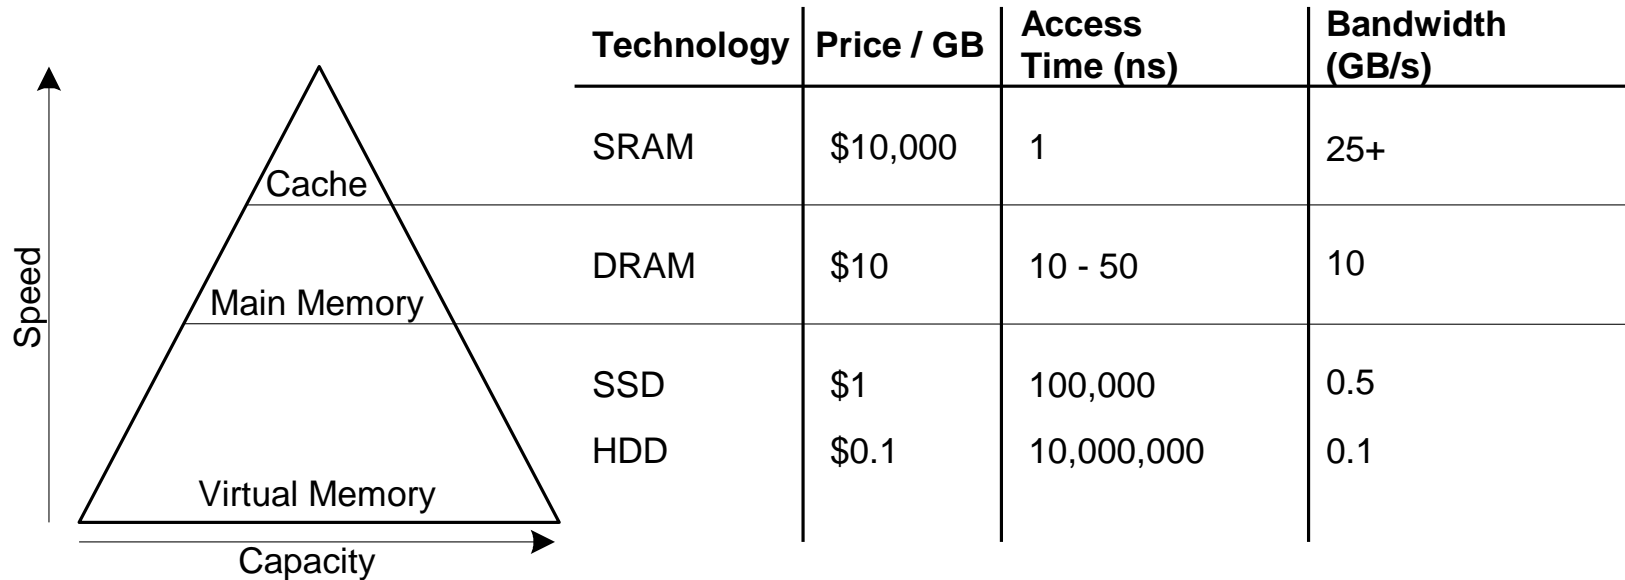 Technology Price / GB Access Time (ns) Bandwidth (GB/s)
SRAM $10,000 1 25+
Cache
DRAM $10 10 - 50 10
Main Memory
SSD $1 100,000 0.5
HDD $0.1 10,000,000 0.1
Virtual Memory
Speed
Capacity